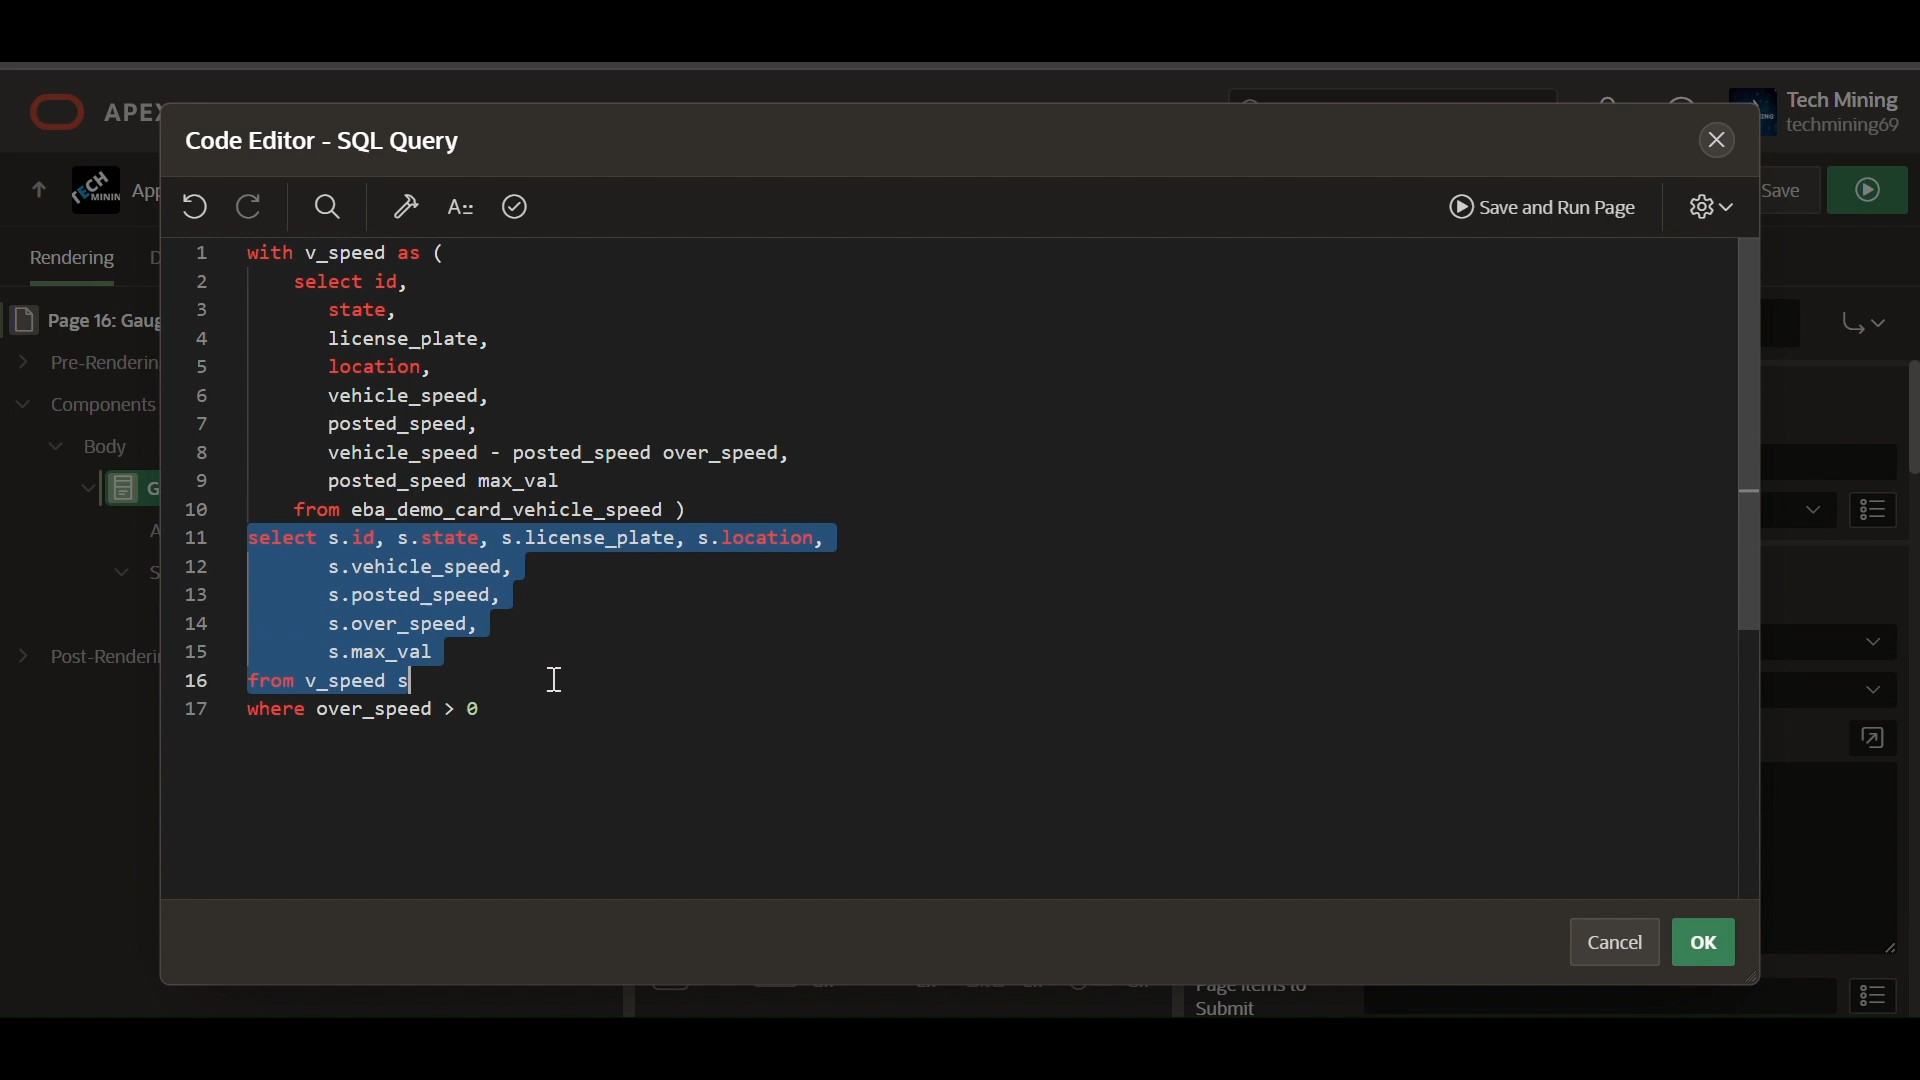 APEX
Tech Mining
techmining69
Code Editor - SQL Query
TECH
MININ
App
Save and Run Page
Save
Rendering
Page 16: Gaug
Pre-Renderin
Components
Body
G
Post-Renderi
1 with v_speed as (
2 select id,
3 state,
4 license_plate,
5 location,
6 vehicle_speed,
7 posted_speed,
8 vehicle_speed - posted_speed over_speed,
9 posted_speed max_val
10 from eba_demo_card_vehicle_speed )
11 select s.id, s.state, s.license_plate, s.location,
12 s.vehicle_speed,
13 s.posted_speed,
14 s.over_speed,
15 s.max_val
16 from v_speed s
17 where over_speed > 0
Cancel
OK
Page Items to
Submit